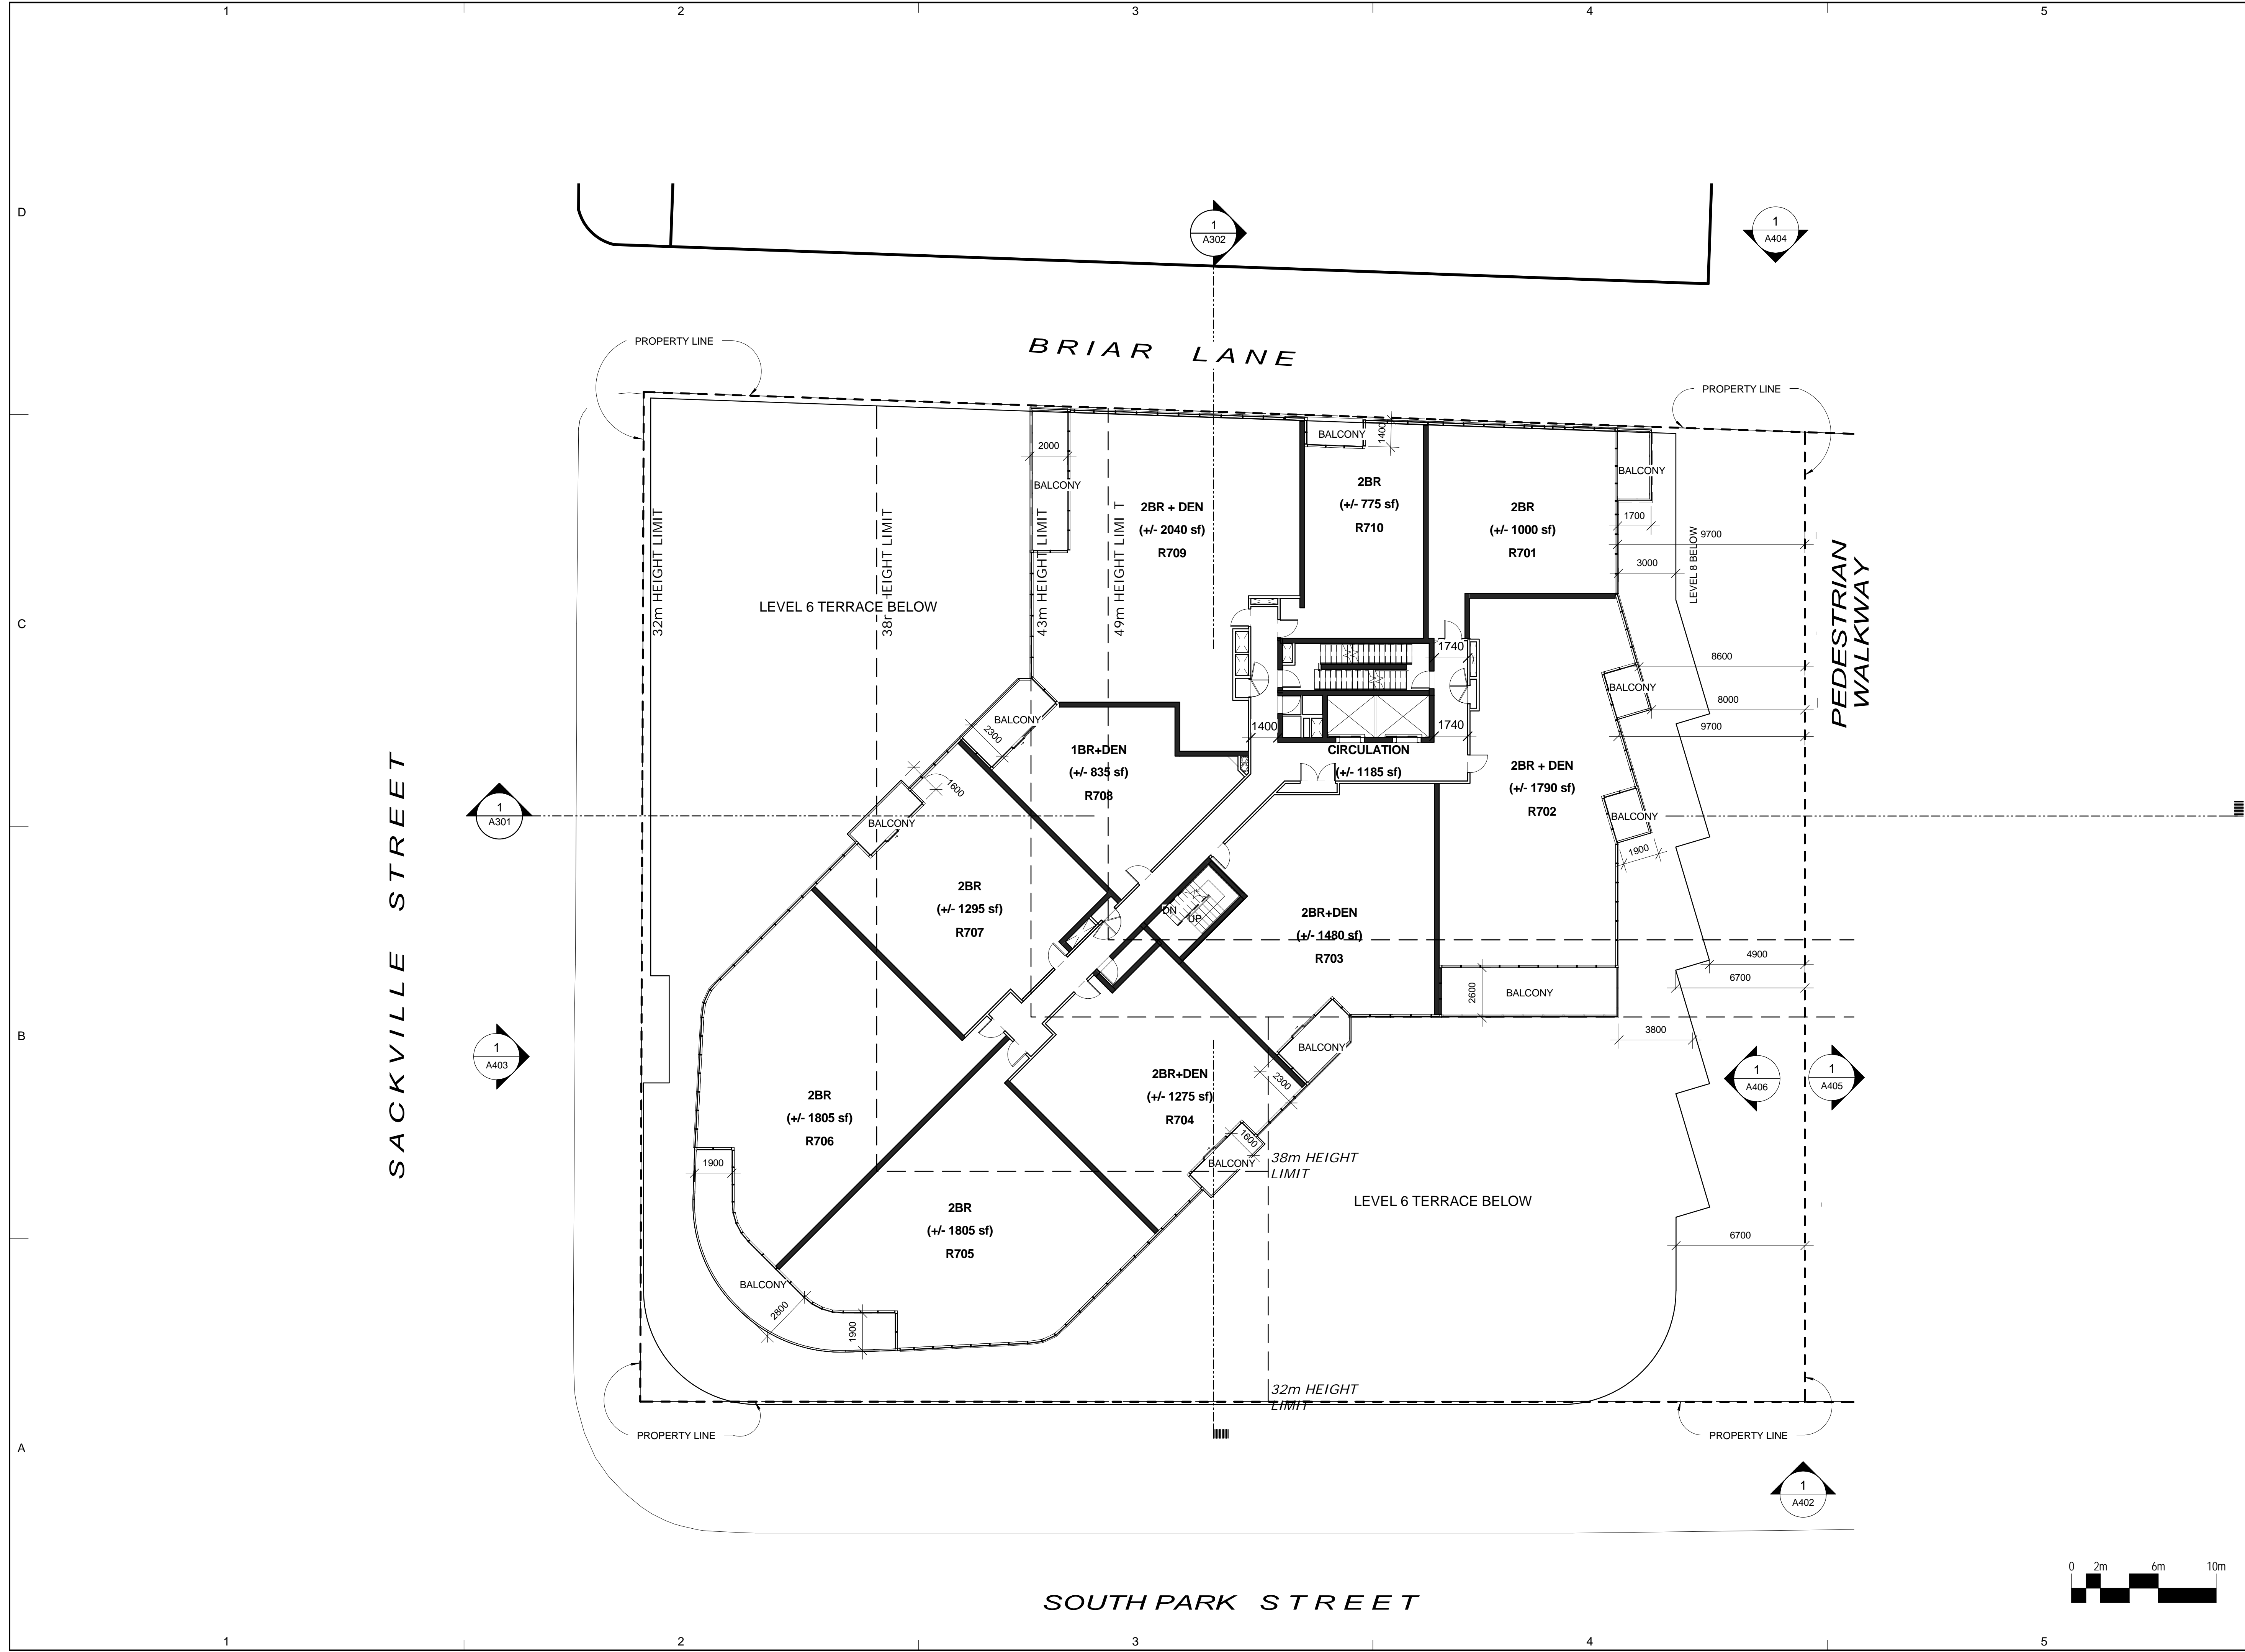 1
2
3
4
5
D
C
B
A
1
A302
1
A404
PROPERTY LINE
BRIAR LANE
PROPERTY LINE
2000
BALCONY
BALCONY
1400
BALCONY
1700
9700
3000
LEVEL 8 BELOW
32m HEIGHT LIMIT
38m HEIGHT LIMIT
43m HEIGHT LIMIT
49m HEIGHT LIMI T
2BR + DEN
(+/- 2040 sf)
R709
2BR
(+/- 775 sf)
R710
2BR
(+/- 1000 sf)
R701
LEVEL 6 TERRACE BELOW
PEDESTRIAN
WALKWAY
1740
8600
BALCONY
8000
9700
BALCONY
2300
1400
1740
CIRCULATION
(+/- 1185 sf)
1BR+DEN
(+/- 835 sf)
R708
2BR + DEN
(+/- 1790 sf)
R702
1600
BALCONY
BALCONY
1900
1
A301
SACKVILLE STREET
2BR
(+/- 1295 sf)
R707
DN
UP
2BR+DEN
(+/- 1480 sf)
R703
4900
6700
2600
BALCONY
3800
1
A403
BALCONY
2300
1
A406
1
A405
2BR+DEN
(+/- 1275 sf)
R704
2BR
(+/- 1805 sf)
R706
1600
BALCONY
38m HEIGHT
LIMIT
1900
LEVEL 6 TERRACE BELOW
2BR
(+/- 1805 sf)
R705
6700
BALCONY
2800
1900
32m HEIGHT
LIMIT
PROPERTY LINE
PROPERTY LINE
1
A402
0 2m 6m 10m
SOUTH PARK STREET
1
2
3
4
5